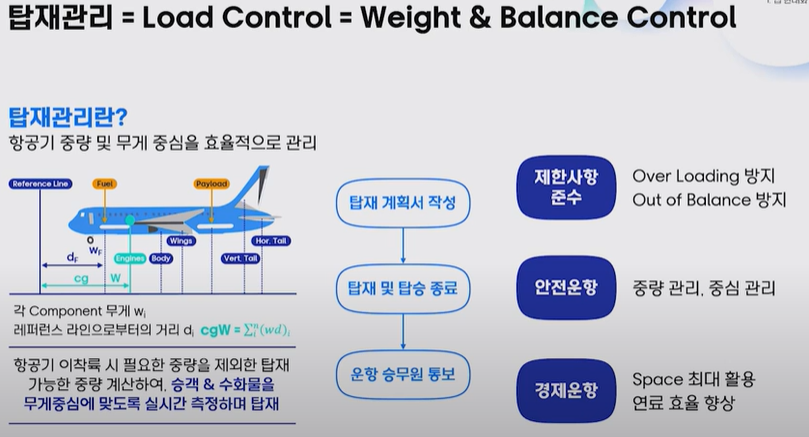 탑재관리 = Load Control = Weight & Balance Control
탑재관리란?
항공기 중량 및 무게 중심을 효율적으로 관리
Reference Line
Fuel
Payload
Wings
Hor. Tail
Engines
Body
Vert. Tail
w_F
d_F
cg
W
각 Component 무게 w_i
레퍼런스 라인으로부터의 거리 d_i cgW = ∑_i^n(wd)_i
항공기 이착륙 시 필요한 중량을 제외한 탑재
가능한 중량 계산하여, 승객 & 수화물을
무게중심에 맞도록 실시간 측정하며 탑재
탑재 계획서 작성
탑재 및 탑승 종료
운항 승무원 통보
제한사항
준수
Over Loading 방지
Out of Balance 방지
안전운항
중량 관리, 중심 관리
경제운항
Space 최대 활용
연료 효율 향상